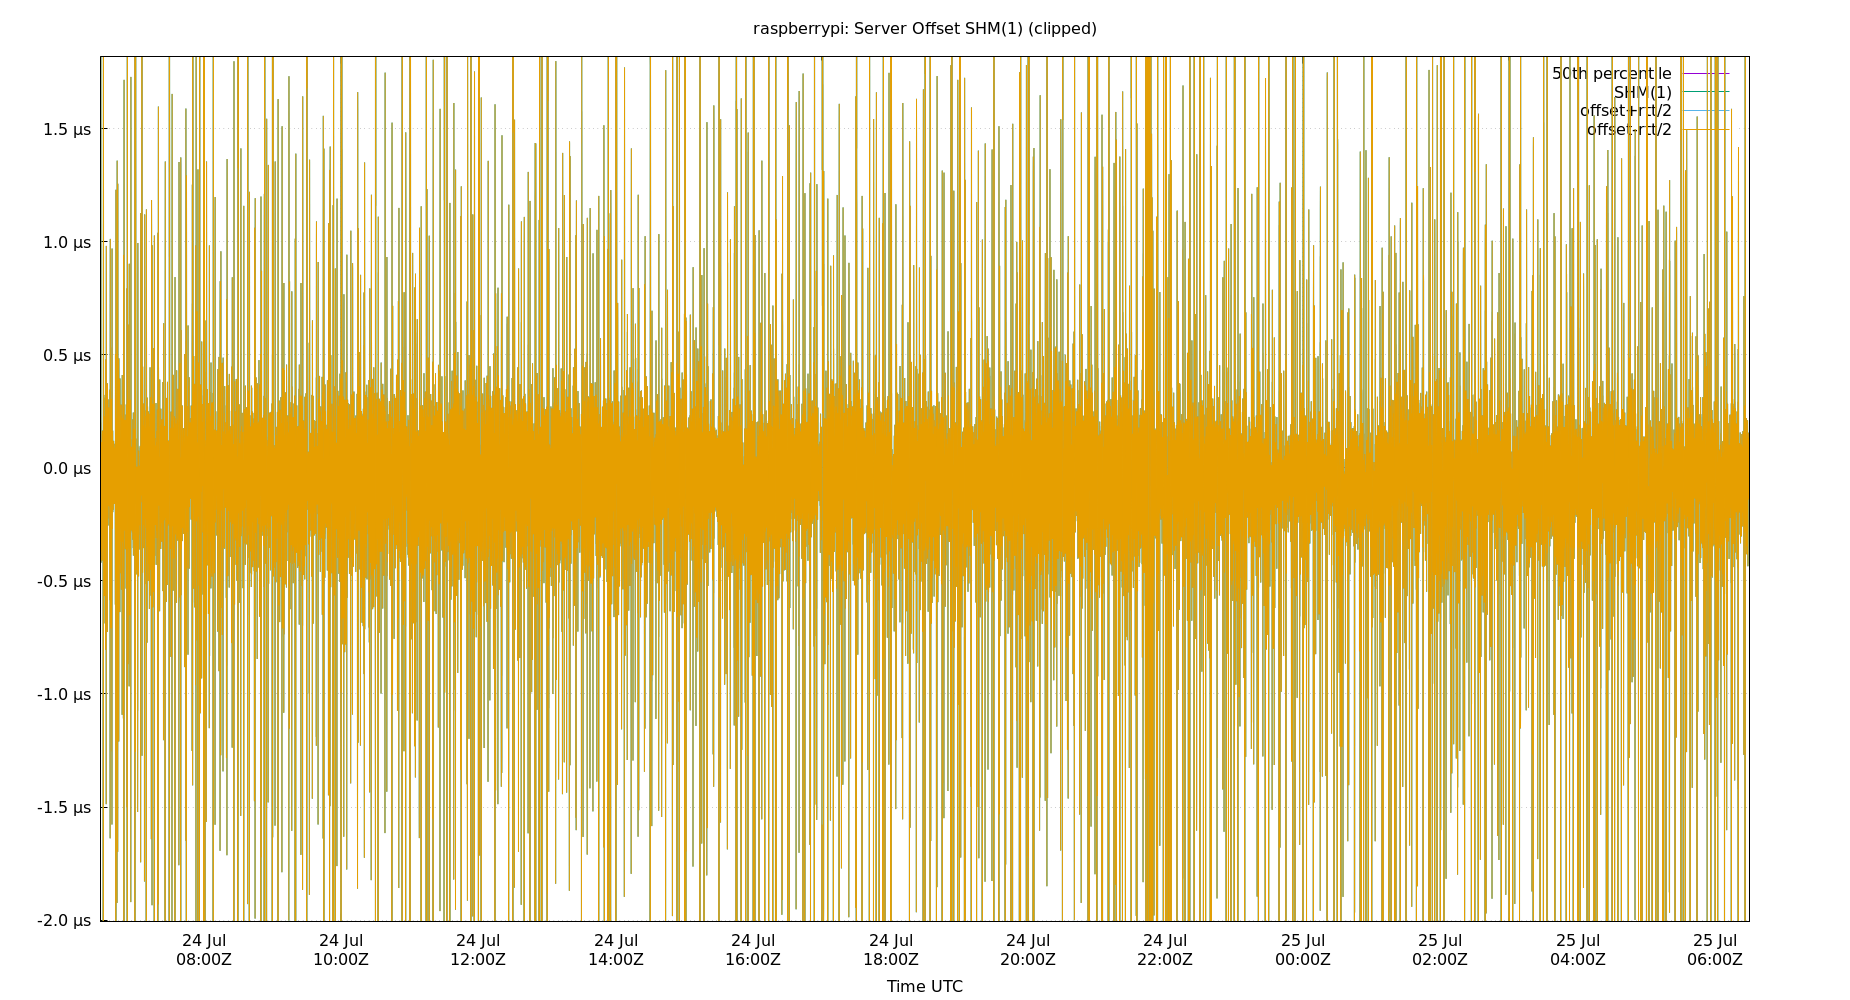 raspberrypi: Server Offset SHM(1) (clipped)
50th percentile
SHM(1)
offset+rtt/2
offset-rtt/2
1.5 µs
1.0 µs
0.5 µs
0.0 µs
-0.5 µs
-1.0 µs
-1.5 µs
-2.0 µs
24 Jul 24 Jul 24 Jul 24 Jul 24 Jul 24 Jul 24 Jul 24 Jul 25 Jul 25 Jul 25 Jul 25 Jul
08:00Z 10:00Z 12:00Z 14:00Z 16:00Z 18:00Z 20:00Z 22:00Z 00:00Z 02:00Z 04:00Z 06:00Z
Time UTC